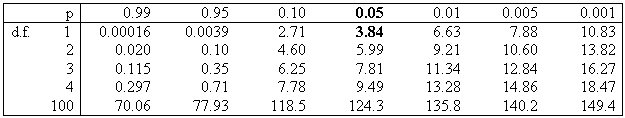 p 0.99 0.95 0.10 0.05 0.01 0.005 0.001
d.f. 1 0.00016 0.0039 2.71 3.84 6.63 7.88 10.83
2 0.020 0.10 4.60 5.99 9.21 10.60 13.82
3 0.115 0.35 6.25 7.81 11.34 12.84 16.27
4 0.297 0.71 7.78 9.49 13.28 14.86 18.47
100 70.06 77.93 118.5 124.3 135.8 140.2 149.4